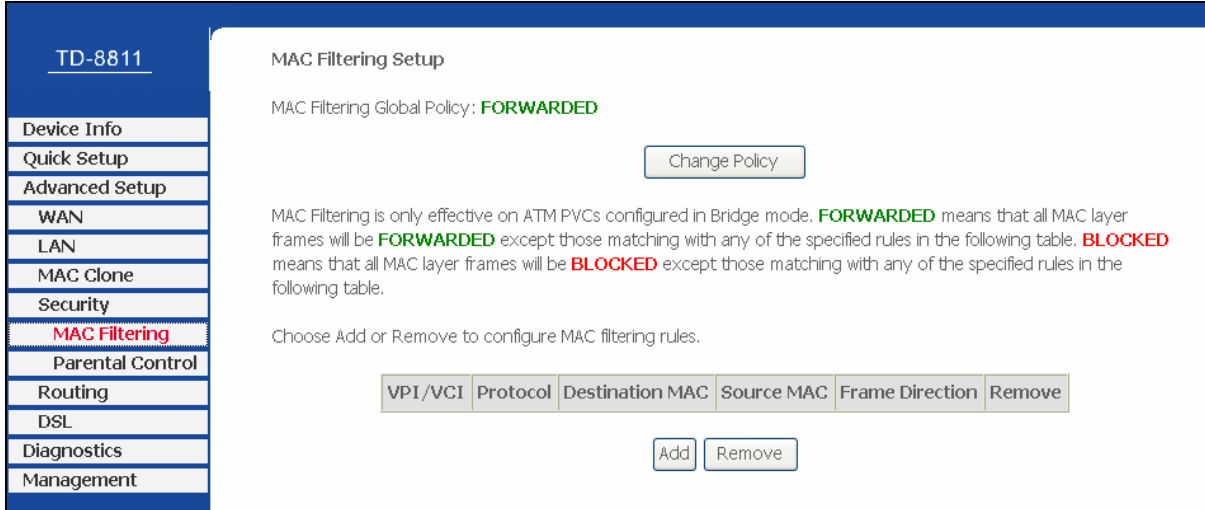 TD-8811
Device Info
Quick Setup
Advanced Setup
WAN
LAN
MAC Clone
Security
MAC Filtering
Parental Control
Routing
DSL
Diagnostics
Management
MAC Filtering Setup
MAC Filtering Global Policy: FORWARDED
Change Policy
MAC Filtering is only effective on ATM PVCs configured in Bridge mode. FORWARDED means that all MAC layer
frames will be FORWARDED except those matching with any of the specified rules in the following table. BLOCKED
means that all MAC layer frames will be BLOCKED except those matching with any of the specified rules in the
following table.
Choose Add or Remove to configure MAC filtering rules.
VPI/VCI Protocol Destination MAC Source MAC Frame Direction Remove
Add Remove